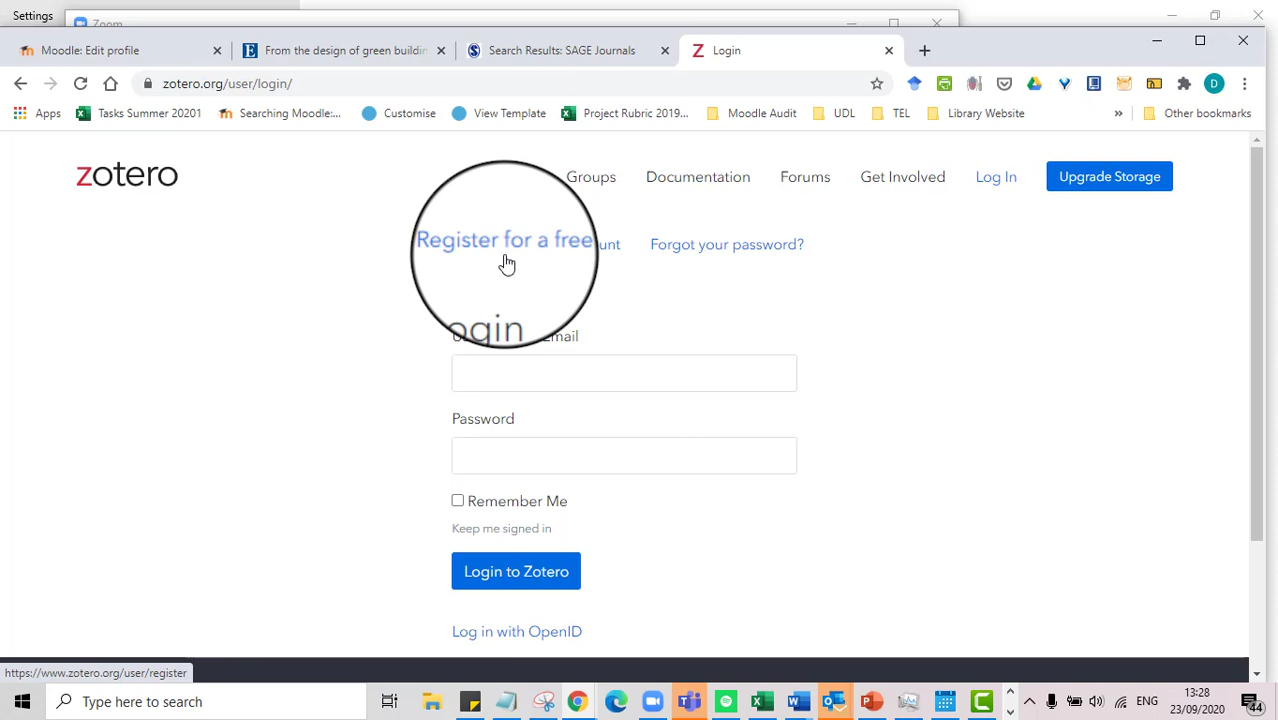 Settings
Zoom
Moodle: Edit profile
From the design of green buildin
Search Results: SAGE Journals
Z Login
zotero.org/user/login/
Apps
Tasks Summer 20201
Searching Moodle:...
Customise
View Template
Project Rubric 2019...
Moodle Audit
UDL
TEL
Library Website
»
Other bookmarks
D
zotero
Groups
Documentation
Forums
Get Involved
Log In
Upgrade Storage
Register for a free
unt
Forgot your password?
ogin
Email
Password
Remember Me
Keep me signed in
Login to Zotero
Log in with OpenID
https://www.zotero.org/user/register
Type here to search
ENG
13:28
23/09/2020
44